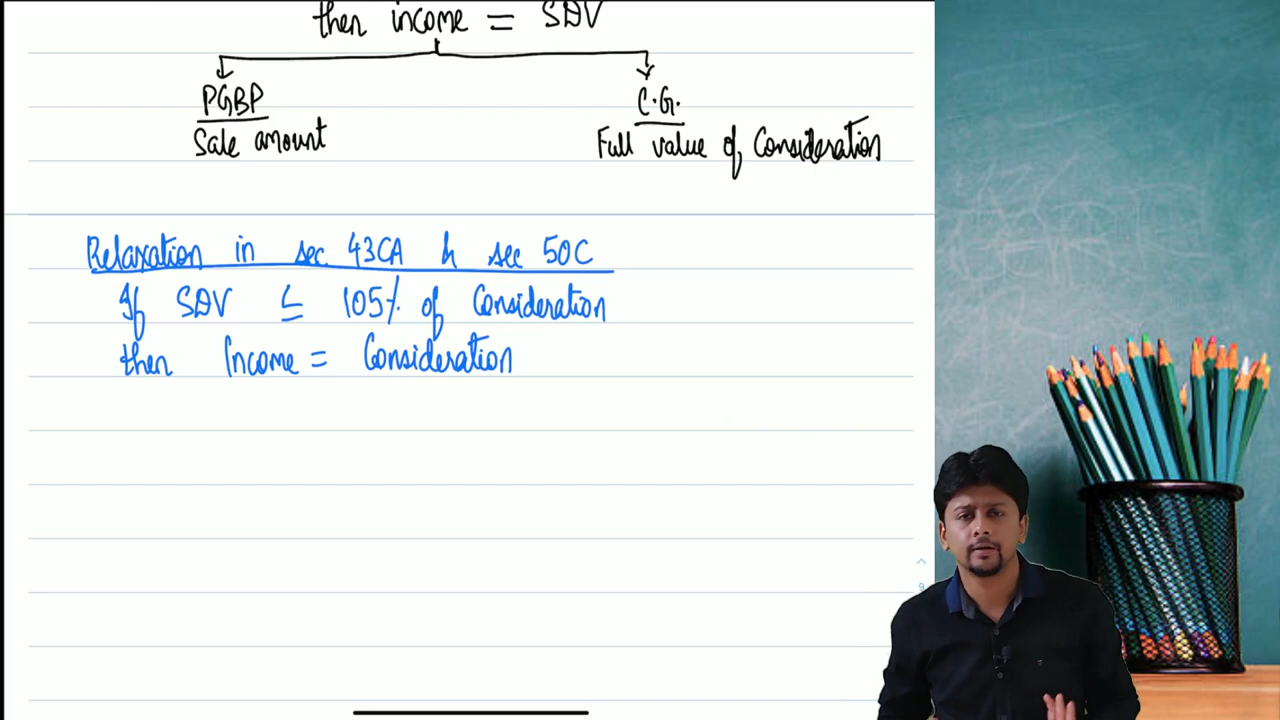 then income = SDV
PGBP
Sale amount
C.G.
Full value of Consideration
Relaxation in sec 43CA & sec 50C
If SDV ≤ 105% of Consideration
then Income = Consideration